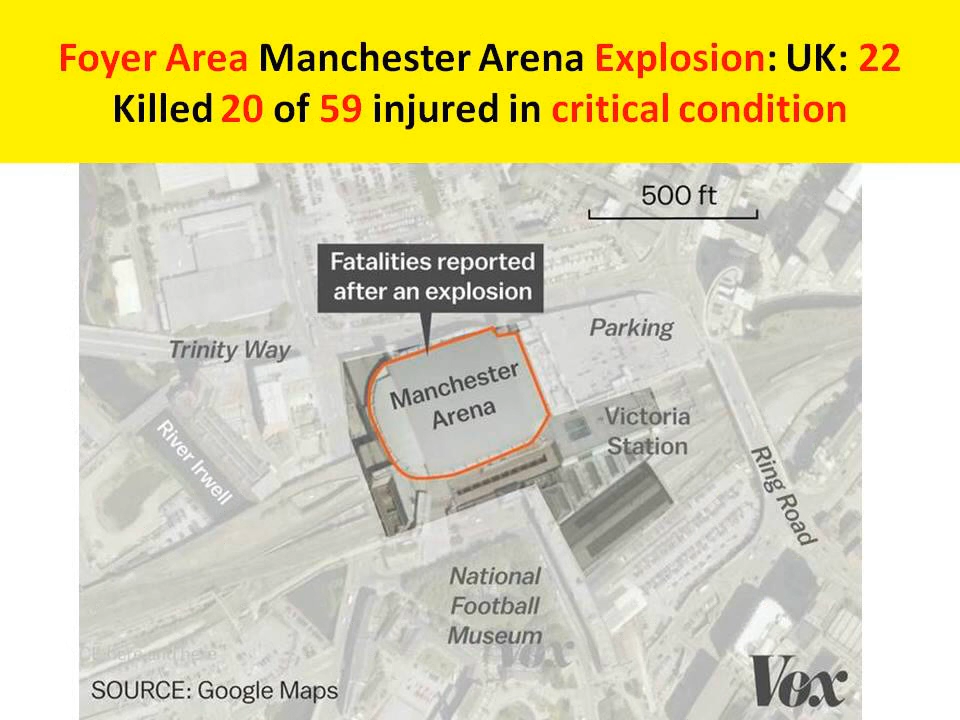 Foyer Area Manchester Arena Explosion: UK: 22
Killed 20 of 59 injured in critical condition
500 ft
Fatalities reported
after an explosion
Parking
Trinity Way
Manchester
Arena
Victoria
Station
River Irwell
Ring Road
National
Football
Museum
SOURCE: Google Maps
Vox